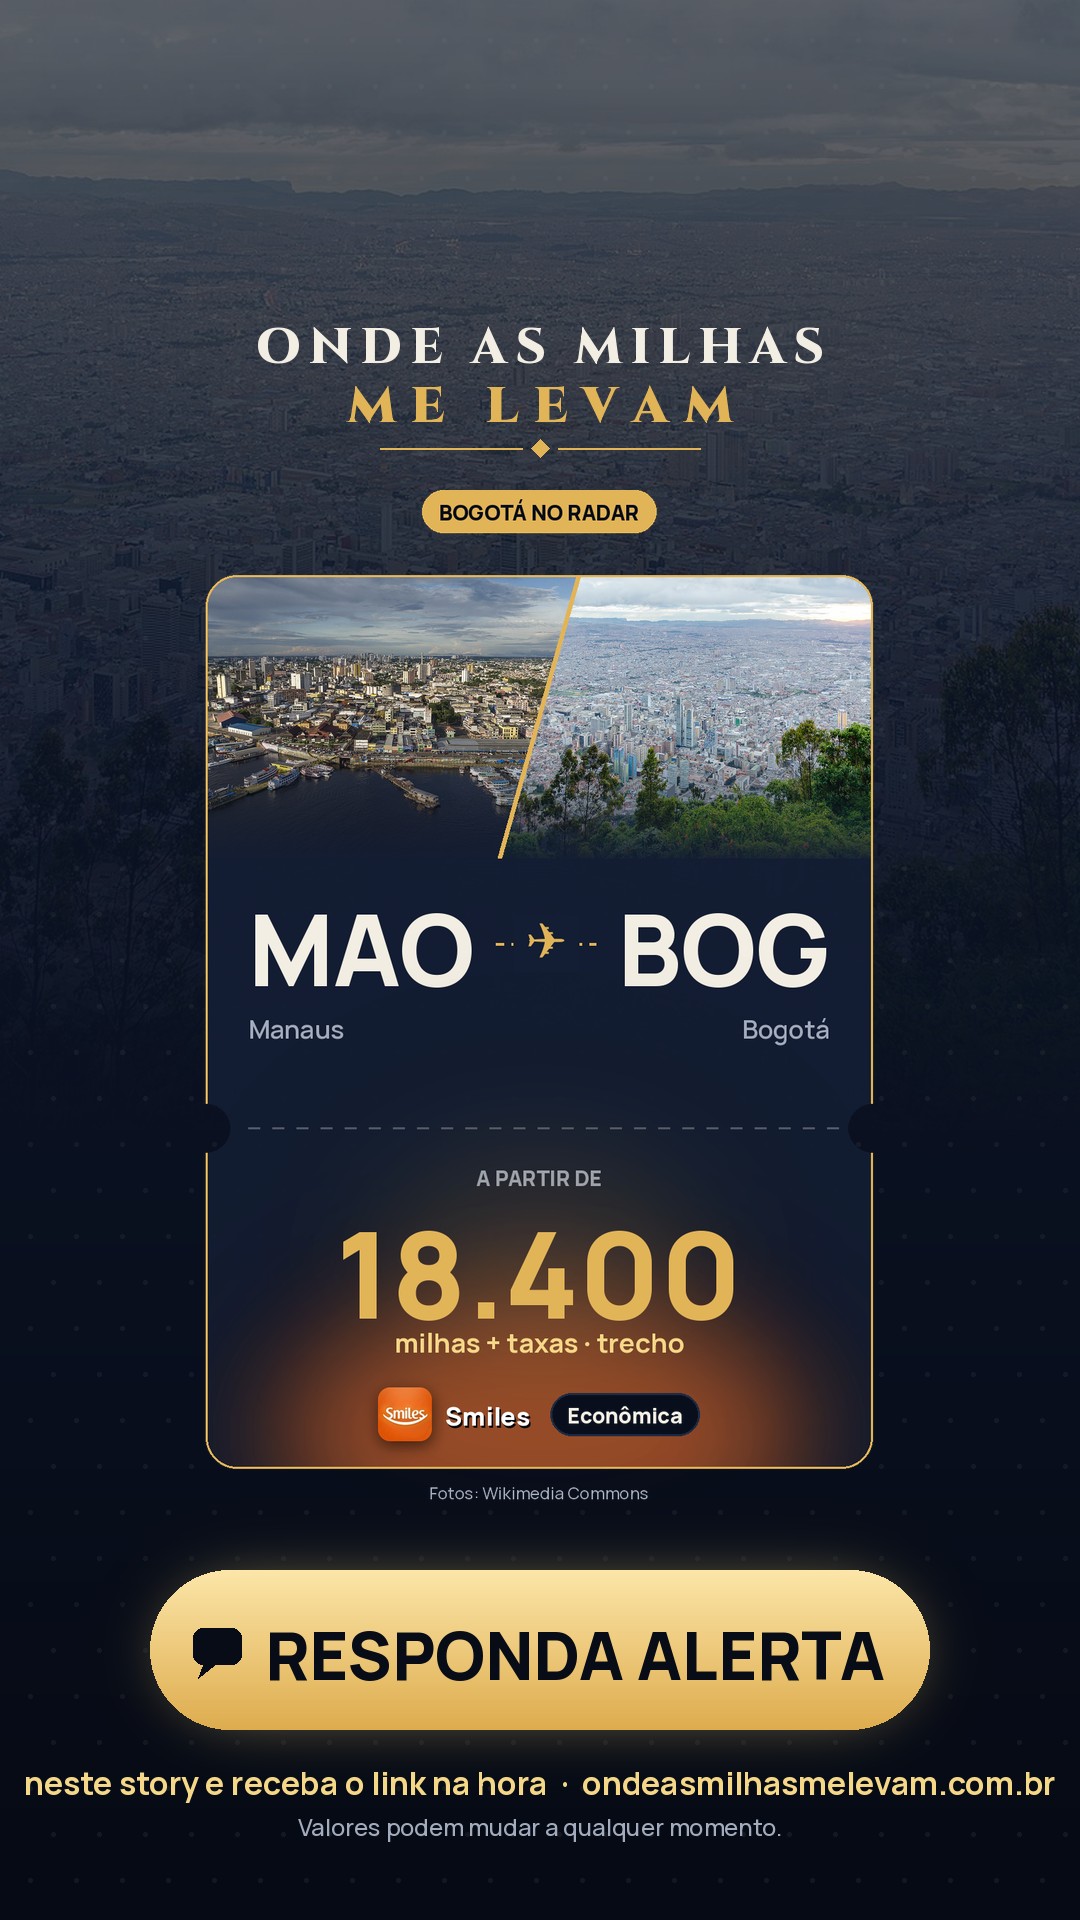 ONDE AS MILHAS
ME LEVAM
BOGOTÁ NO RADAR
MAO BOG
Manaus Bogotá
A PARTIR DE
18.400
milhas + taxas · trecho
Smiles Smiles Econômica
Fotos: Wikimedia Commons
RESPONDA ALERTA
neste story e receba o link na hora · ondeasmilhasmelevam.com.br
Valores podem mudar a qualquer momento.